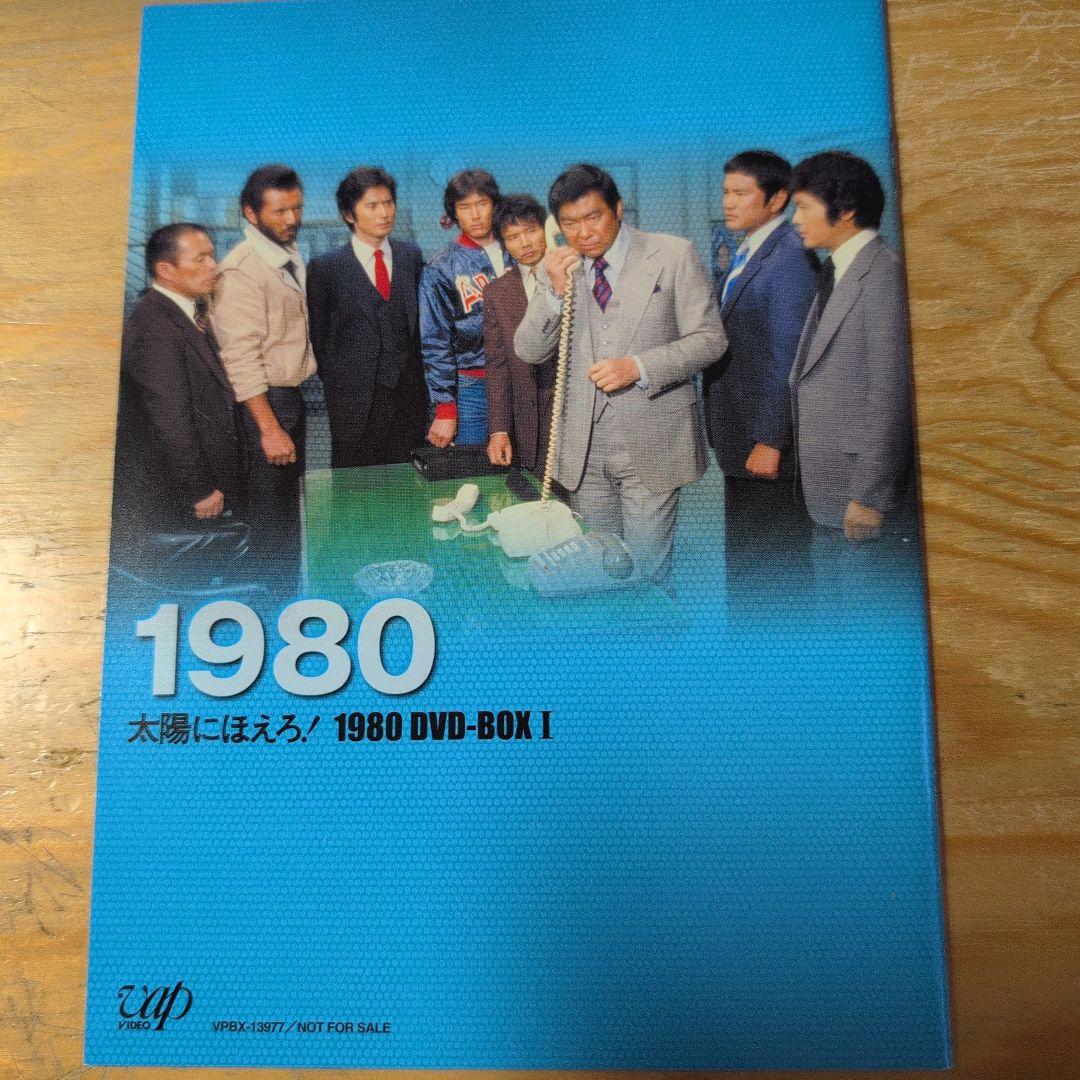 1980
太陽にほえろ! 1980 DVD-BOX I
vap
VIDEO
VPBX-13977/NOT FOR SALE